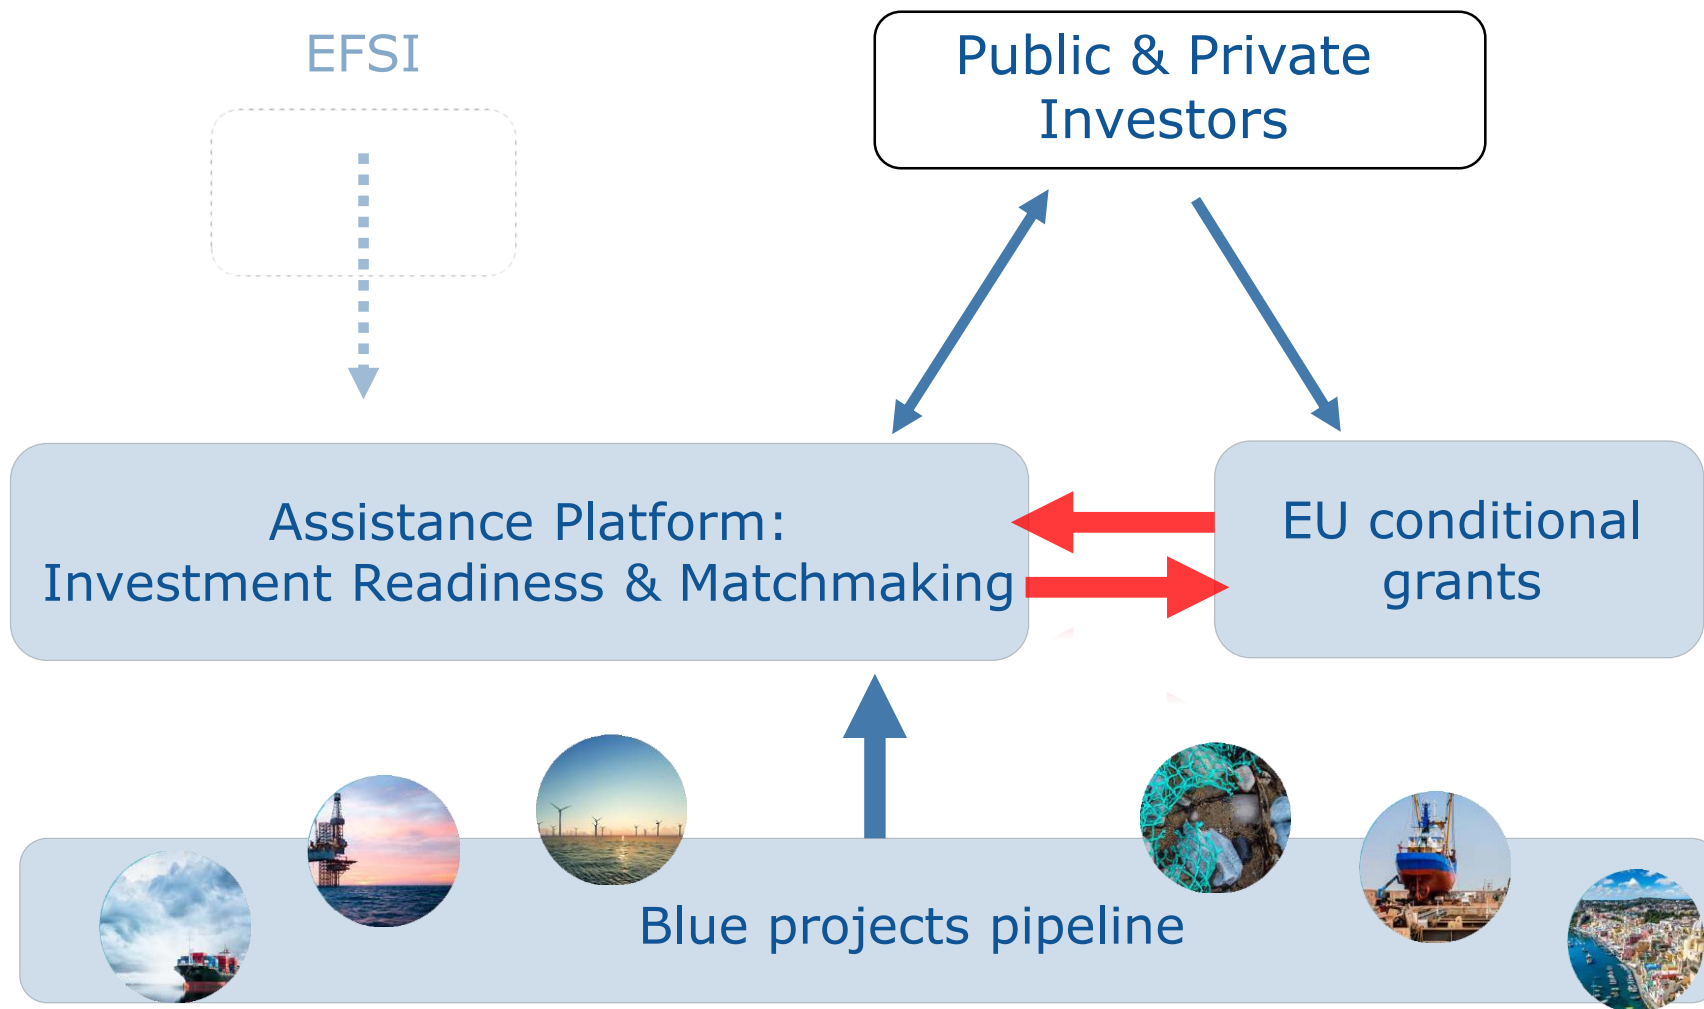 EFSI
Public & Private
Investors
Assistance Platform:
Investment Readiness & Matchmaking
EU conditional
grants
Blue projects pipeline